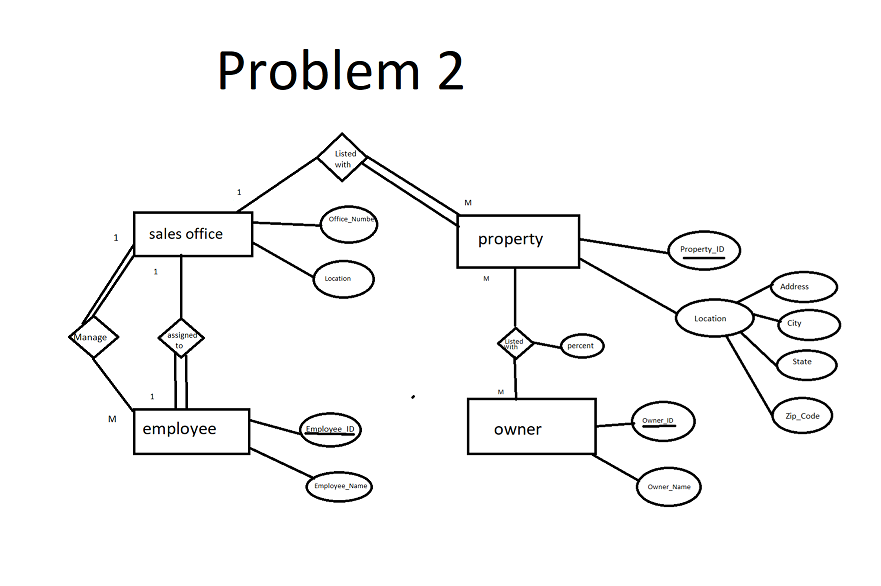 Problem 2
Listed
with
1
M
Office_Number
sales office
property
1
Property_ID
1
M
Location
Address
Location
City
Manage
assigned
to
Listed
With
percent
State
1
M
M
Zip_Code
employee
Employee_ID
owner
Owner_ID
Employee_Name
Owner_Name